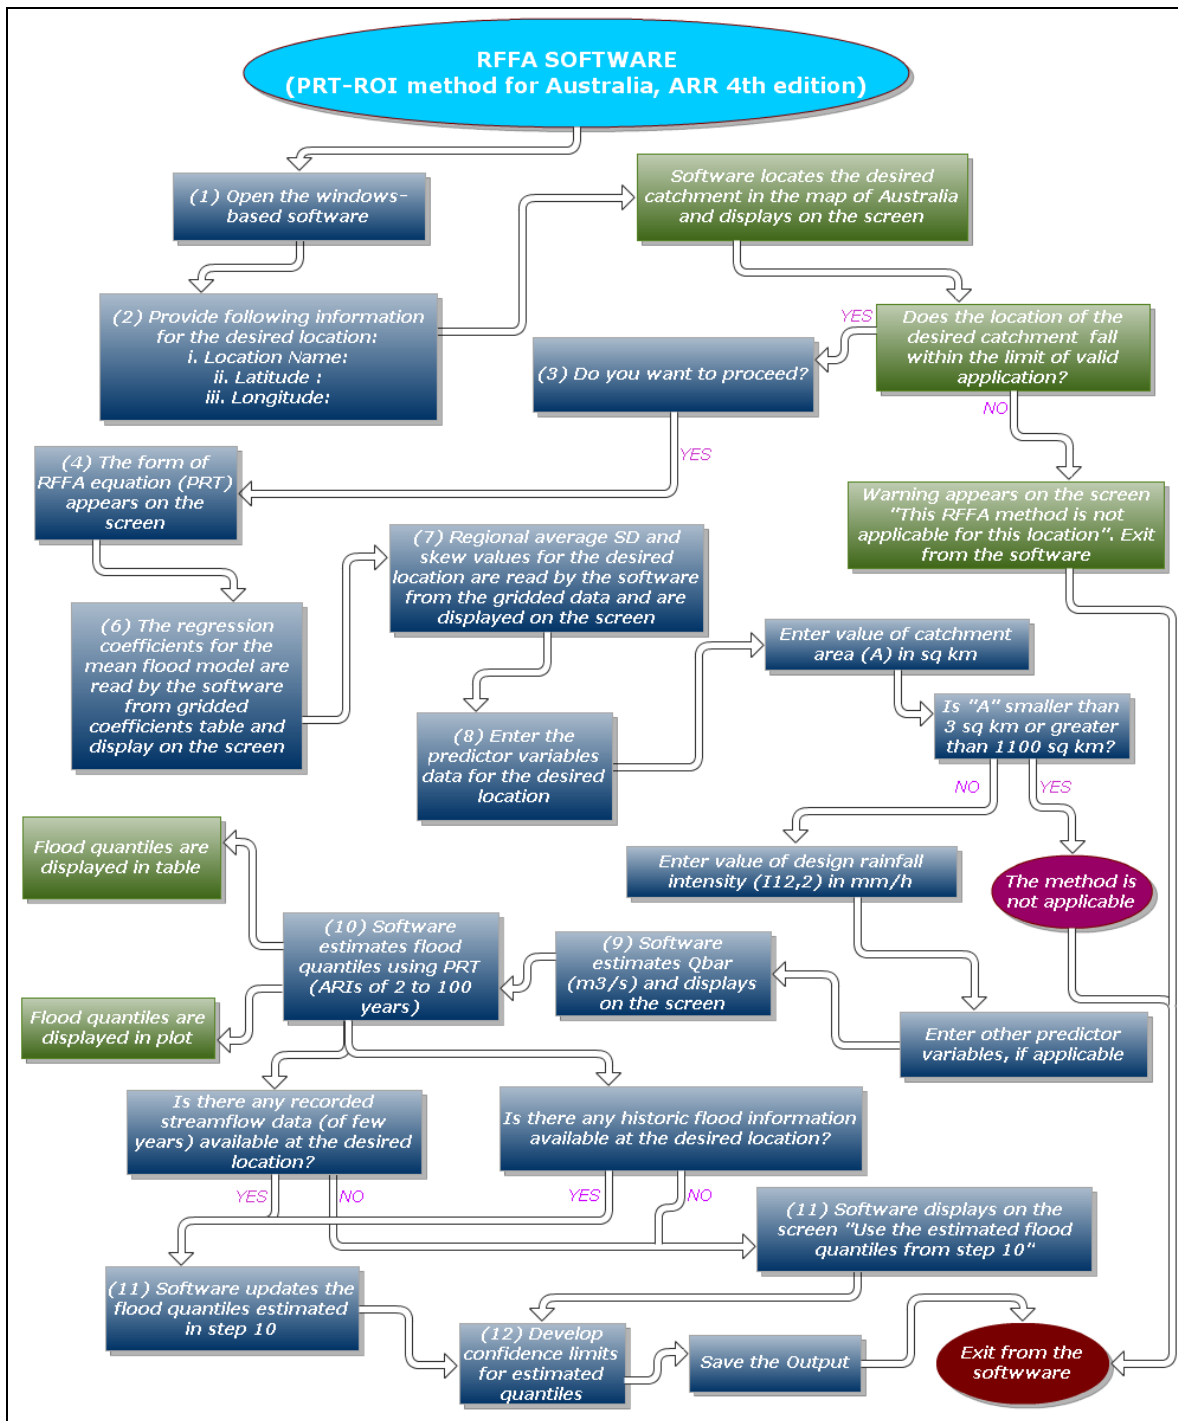 RFFA SOFTWARE
(PRT-ROI method for Australia, ARR 4th edition)
(1) Open the windows-
based software
Software locates the desired
catchment in the map of Australia
and displays on the screen
(2) Provide following information
for the desired location:
i. Location Name:
ii. Latitude :
iii. Longitude:
YES
Does the location of the
desired catchment fall
within the limit of valid
application?
(3) Do you want to proceed?
NO
YES
(4) The form of
RFFA equation (PRT)
appears on the
screen
Warning appears on the screen
"This RFFA method is not
applicable for this location". Exit
from the software
(7) Regional average SD and
skew values for the desired
location are read by the software
from the gridded data and are
displayed on the screen
(6) The regression
coefficients for the
mean flood model are
read by the software
from gridded
coefficients table and
display on the screen
Enter value of catchment
area (A) in sq km
Is "A" smaller than
3 sq km or greater
than 1100 sq km?
(8) Enter the
predictor variables
data for the desired
location
NO
YES
Flood quantiles are
displayed in table
Enter value of design rainfall
intensity (I12,2) in mm/h
The method is
not applicable
(10) Software
estimates flood
quantiles using PRT
(ARIs of 2 to 100
years)
(9) Software
estimates Qbar
(m3/s) and displays
on the screen
Flood quantiles are
displayed in plot
Enter other predictor
variables, if applicable
Is there any recorded
streamflow data (of few
years) available at the desired
location?
Is there any historic flood information
available at the desired location?
YES
NO
YES
NO
(11) Software displays on the
screen "Use the estimated flood
quantiles from step 10"
(11) Software updates the
flood quantiles estimated
in step 10
(12) Develop
confidence limits
for estimated
quantiles
Save the Output
Exit from the
softwware